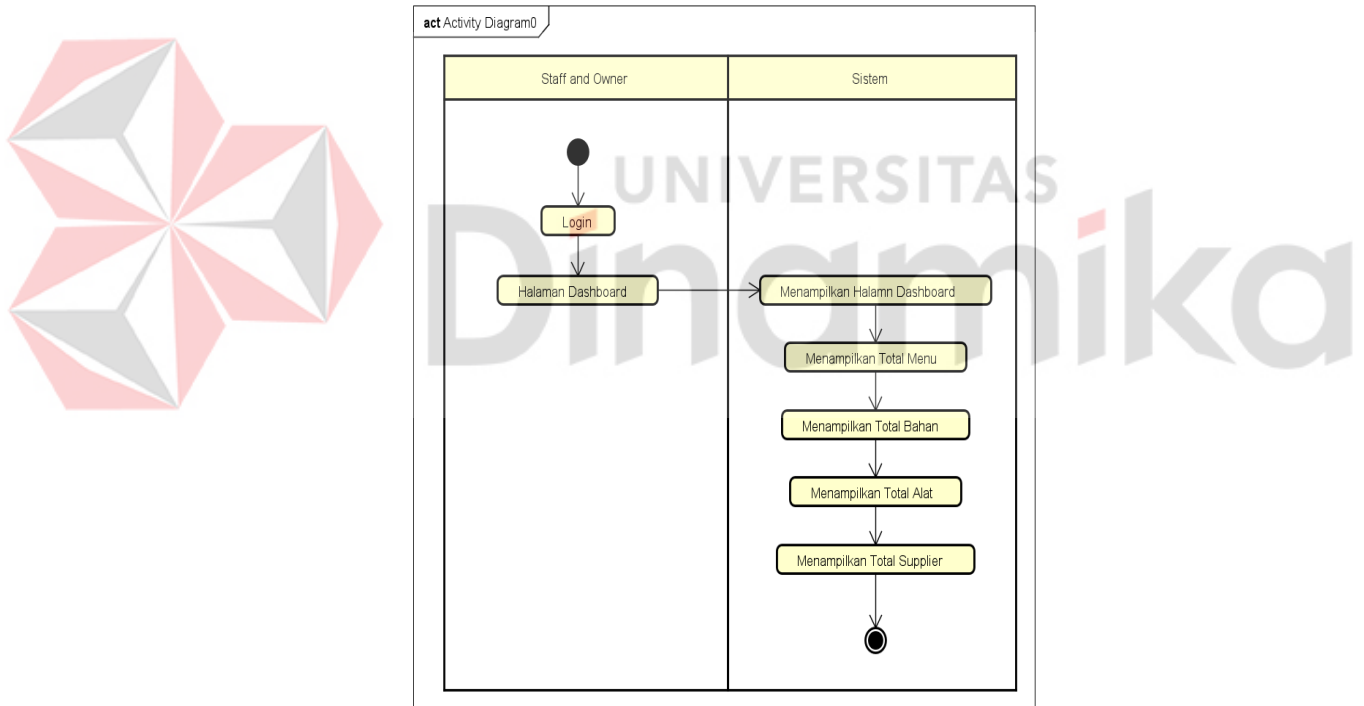 act Activity Diagram0
Staff and Owner
Sistem
UNIVERSITAS
Dinamika
Login
Halaman Dashboard
Menampilkan Halamn Dashboard
Menampilkan Total Menu
Menampilkan Total Bahan
Menampilkan Total Alat
Menampilkan Total Supplier